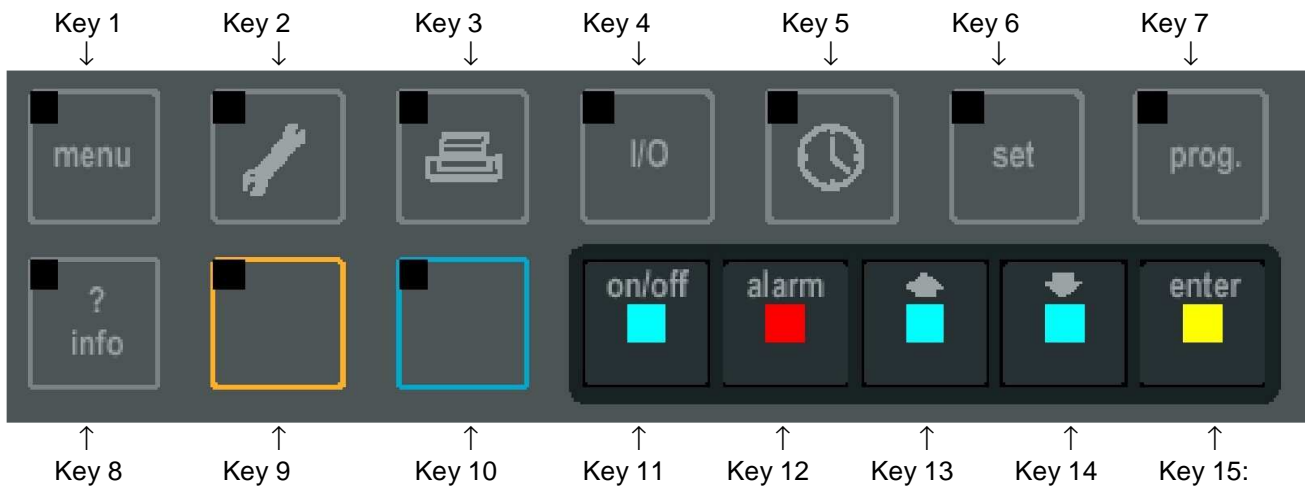 Key 1 Key 2 Key 3 Key 4 Key 5 Key 6 Key 7
menu I/O set prog.
? on/off alarm enter
info
Key 8 Key 9 Key 10 Key 11 Key 12 Key 13 Key 14 Key 15: